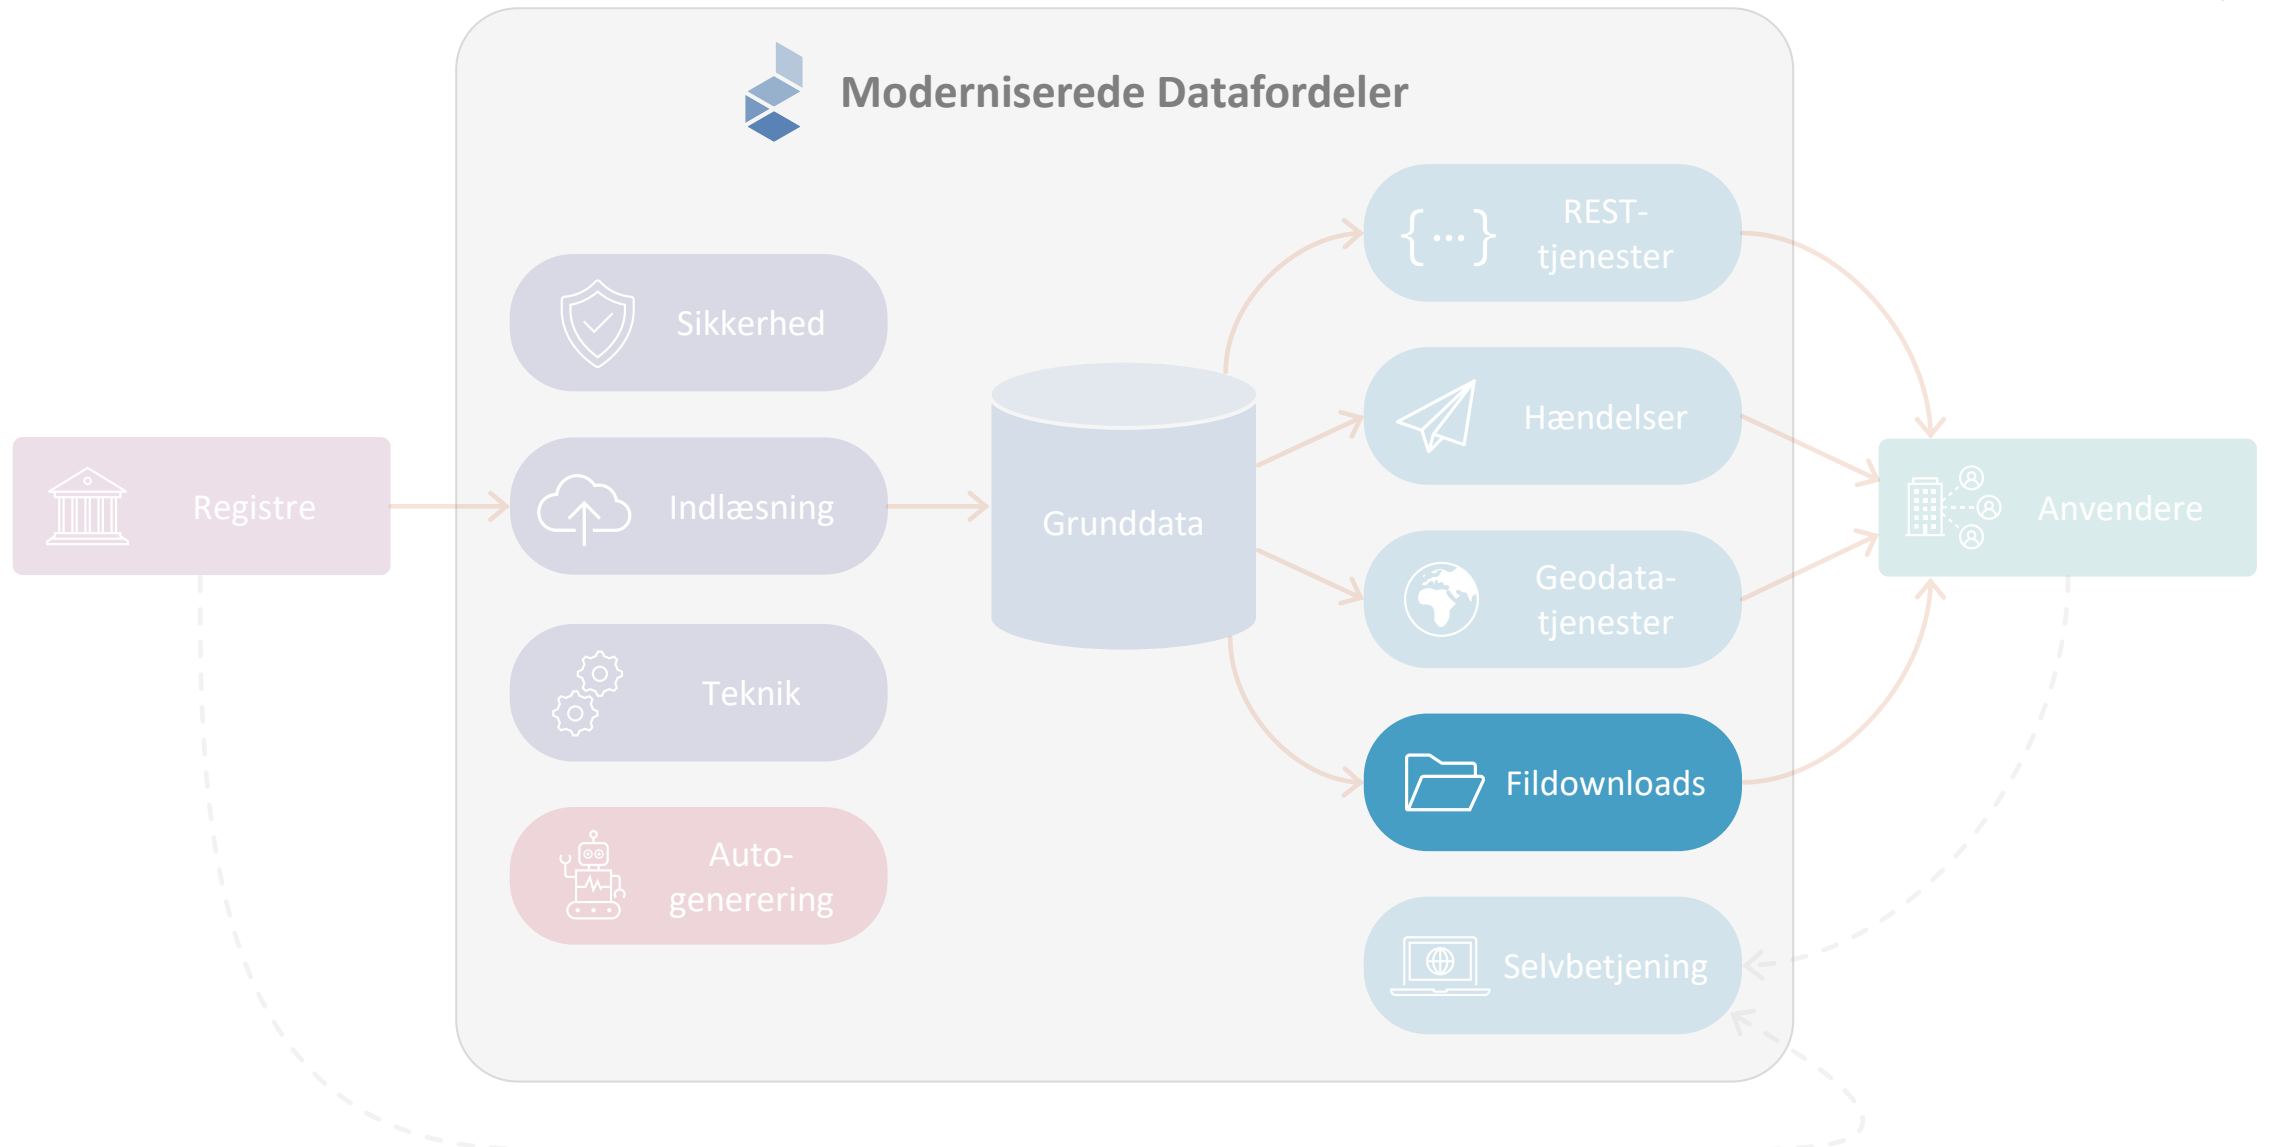 Moderniserede Datafordeler
Registre
Sikkerhed
Indlæsning
Teknik
Auto-
generering
Grunddata
{...}
REST-
tjenester
Hændelser
Geodata-
tjenester
Fildownloads
Selvbetjening
Anvendere